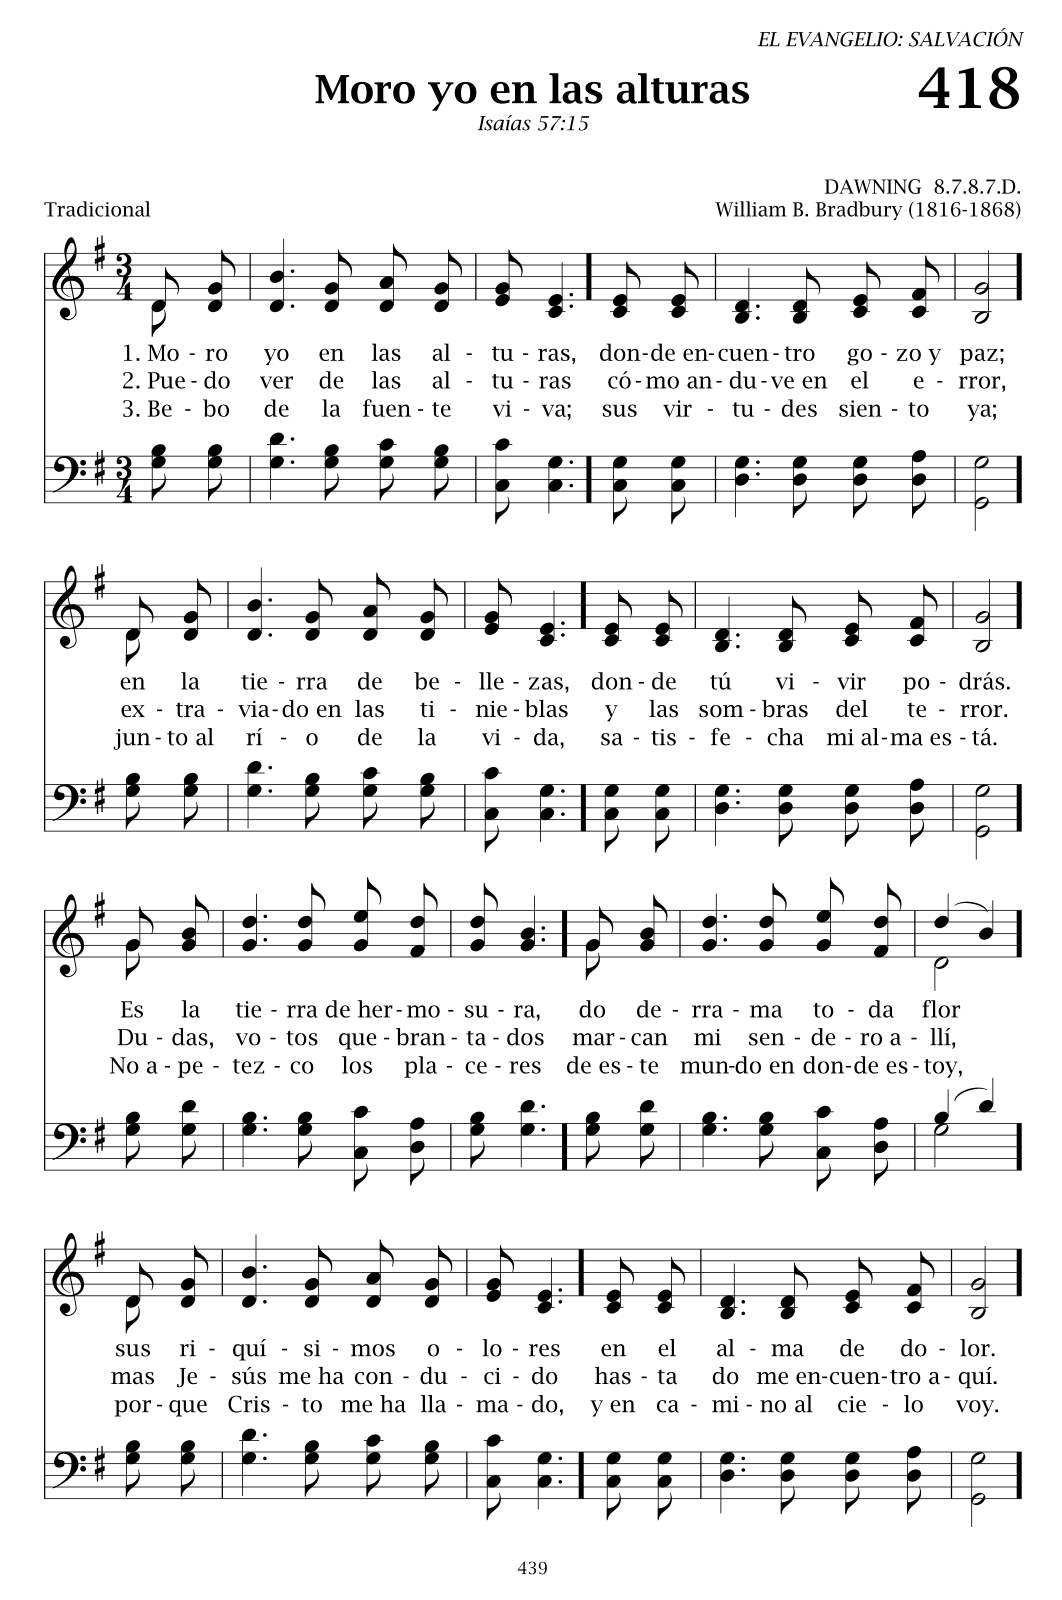 EL EVANGELIO: SALVACIÓN
Moro yo en las alturas 418
Isaías 57:15
DAWNING 8.7.8.7.D.
Tradicional William B. Bradbury (1816-1868)
3 4
1. Mo - ro yo en las al - tu - ras, don - de en - cuen - tro go - zo y paz;
2. Pue - do ver de las al - tu - ras có - mo an - du - ve en el e - rror,
3. Be - bo de la fuen - te vi - va; sus vir - tu - des sien - to ya;
3 4
en la tie - rra de be - lle - zas, don - de tú vi - vir po - drás.
ex - tra - via - do en las ti - nie - blas y las som - bras del te - rror.
jun - to al rí - o de la vi - da, sa - tis - fe - cha mi al - ma es - tá.
Es la tie - rra de her - mo - su - ra, do de - rra - ma to - da flor
Du - das, vo - tos que - bran - ta - dos mar - can mi sen - de - ro a - llí,
No a - pe - tez - co los pla - ce - res de es - te mun - do en don - de es - toy,
sus ri - quí - si - mos o - lo - res en el al - ma de do - lor.
mas Je - sús me ha con - du - ci - do has - ta do me en - cuen - tro a - quí.
por - que Cris - to me ha lla - ma - do, y en ca - mi - no al cie - lo voy.
439